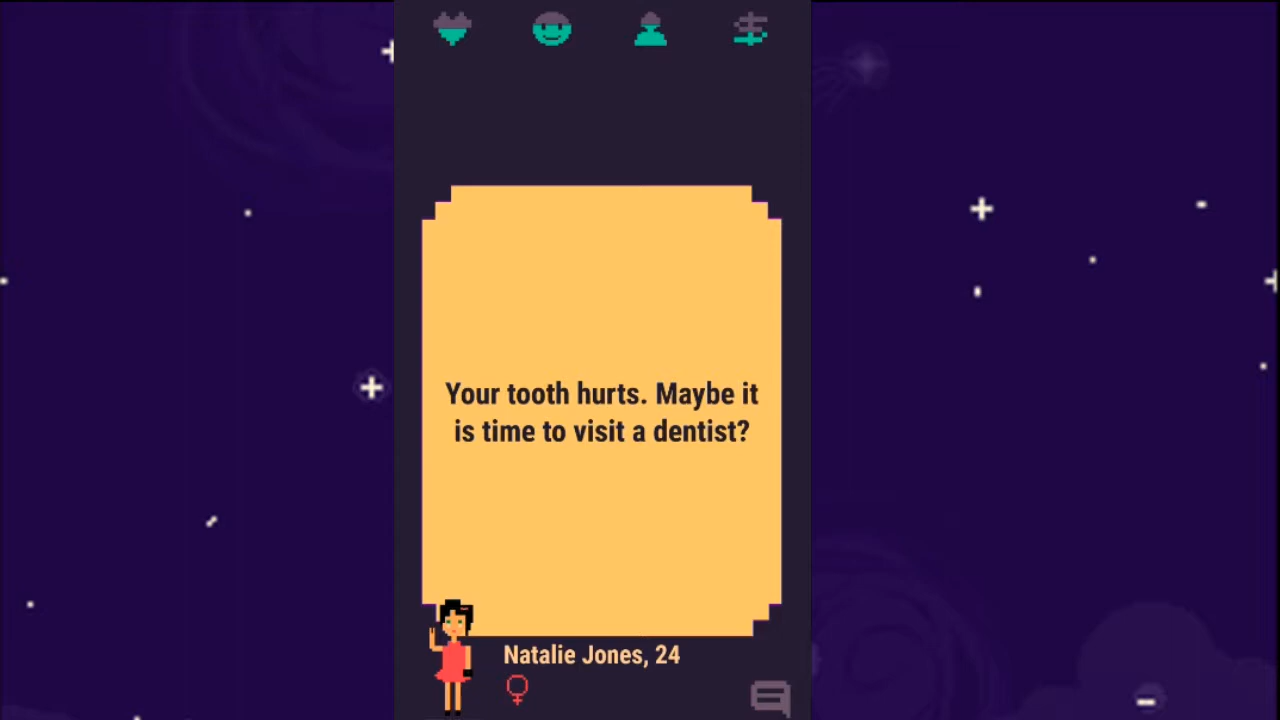 Your tooth hurts. Maybe it
is time to visit a dentist?
Natalie Jones, 24